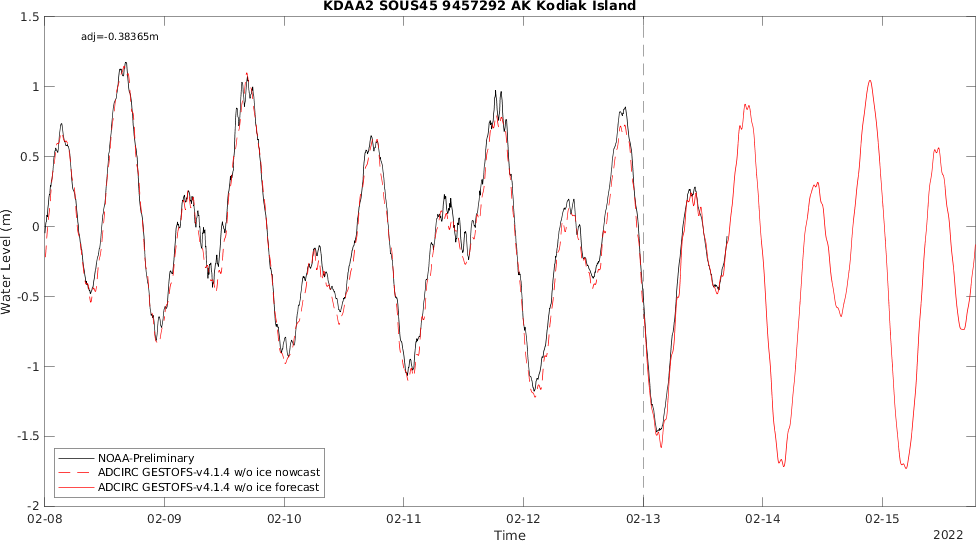 KDAA2 SOUS45 9457292 AK Kodiak Island
adj=-0.38365m
1.5
1
0.5
0
-0.5
-1
-1.5
-2
Water Level (m)
NOAA-Preliminary
ADCIRC GESTOFS-v4.1.4 w/o ice nowcast
ADCIRC GESTOFS-v4.1.4 w/o ice forecast
02-08 02-09 02-10 02-11 02-12 02-13 02-14 02-15
Time
2022